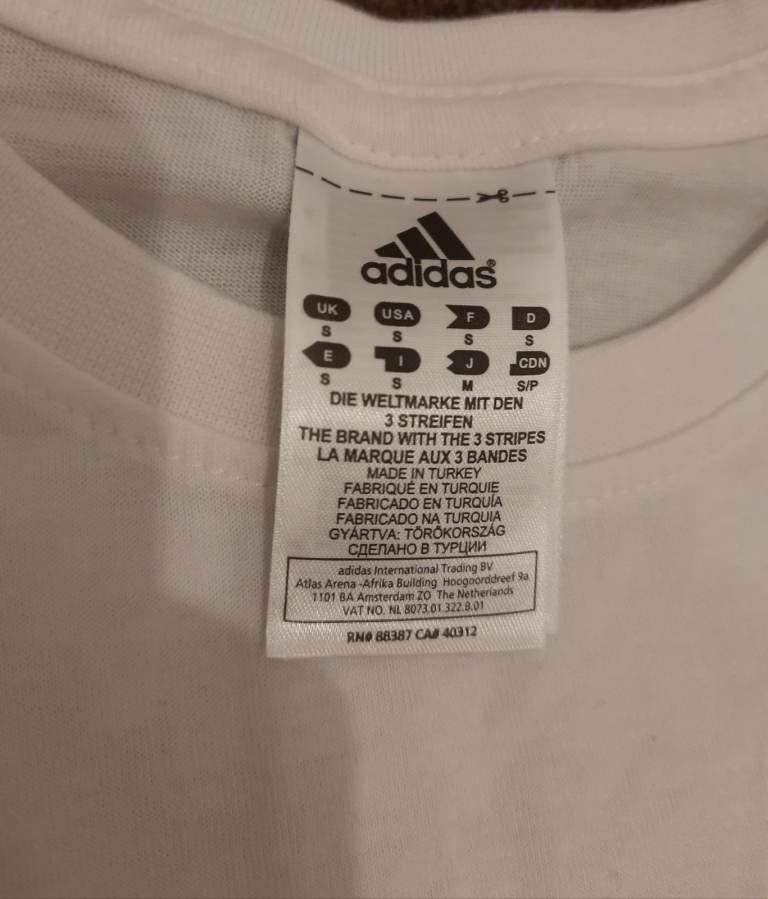 adidas®
UK USA F D
S S S S
E I J CDN
S S M S/P
DIE WELTMARKE MIT DEN
3 STREIFEN
THE BRAND WITH THE 3 STRIPES
LA MARQUE AUX 3 BANDES
MADE IN TURKEY
FABRIQUÉ EN TURQUIE
FABRICADO EN TURQUÍA
FABRICADO NA TURQUIA
GYÁRTVA: TÖRÖKORSZÁG
СДЕЛАНО В ТУРЦИИ
adidas International Trading BV
Atlas Arena -Afrika Building Hoogoorddreef 9a
1101 BA Amsterdam ZO The Netherlands
VAT NO. NL 8073.01.322.B.01
RN# 88387 CA# 40312